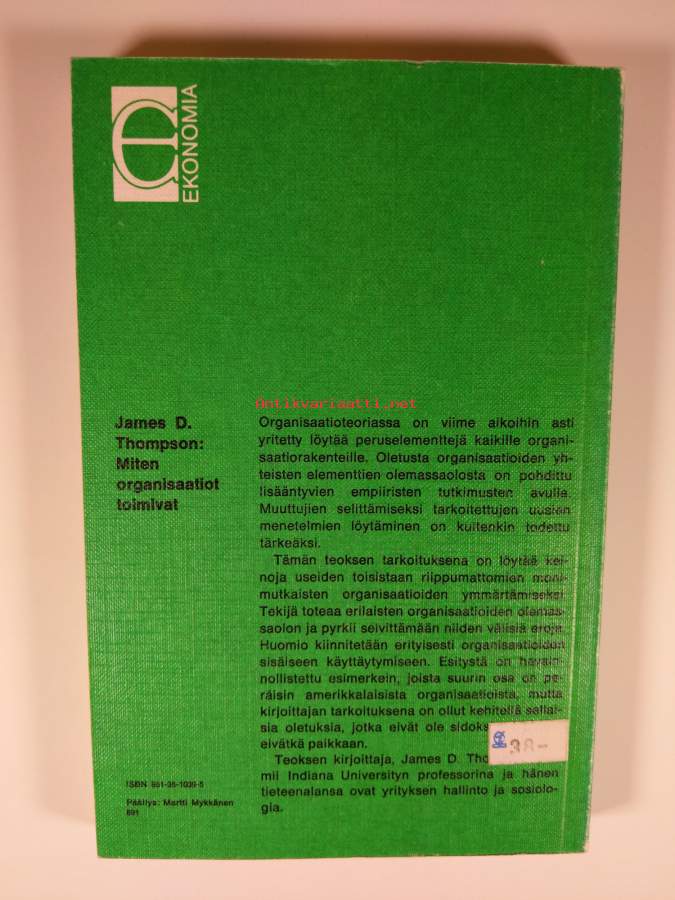 EKONOMIA
Antikvariaatti.net
James D.
Thompson:
Miten
organisaatiot
toimivat
Organisaatioteoriassa on viime aikoihin asti
yritetty löytää peruselementtejä kaikille organi-
saatiorakenteille. Oletusta organisaatioiden yh-
teisten elementtien olemassaolosta on pohdittu
lisääntyvien empiiristen tutkimusten avulla.
Muuttujien selittämiseksi tarkoitettujen uusien
menetelmien löytäminen on kuitenkin todettu
tärkeäksi.
Tämän teoksen tarkoituksena on löytää kei-
noja useiden toisistaan riippumattomien moni-
mutkaisten organisaatioiden ymmärtämiseksi.
Tekijä toteaa erilaisten organisaatioiden olemas-
saolon ja pyrkii selvittämään niiden välisiä eroja.
Huomio kiinnitetään erityisesti organisaatioiden
sisäiseen käyttäytymiseen. Esitystä on havain-
nollistettu esimerkein, joista suurin osa on pe-
räisin amerikkalaisista organisaatioista, mutta
kirjoittajan tarkoituksena on ollut kehitellä sellai-
sia oletuksia, jotka eivät ole sidoks
eivätkä paikkaan.
38-
Teoksen kirjoittaja, James D. Tho
mii Indiana Universityn professorina ja hänen
tieteenalansa ovat yrityksen hallinto ja sosiolo-
gia.
ISBN 951-35-1039-5
Päällys: Martti Mykkänen
691